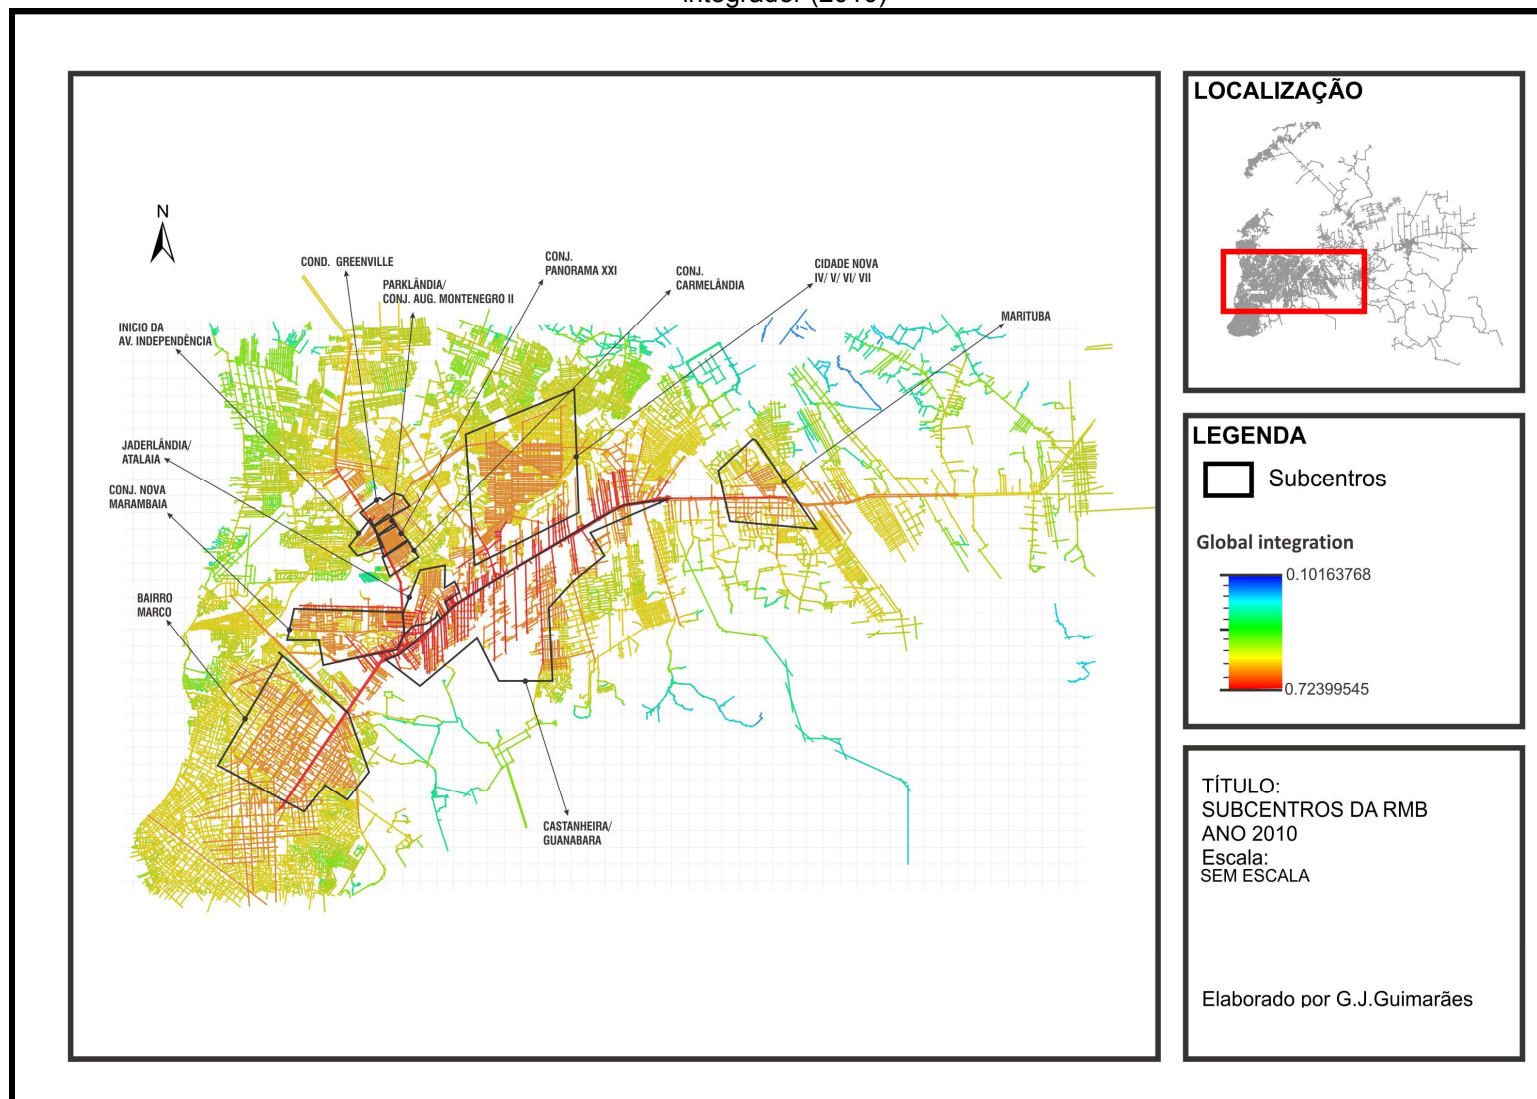 N
COND. GREENVILLE
PARKLÂNDIA/
CONJ. AUG. MONTENEGRO II
CONJ.
PANORAMA XXI
CONJ.
CARMELÂNDIA
CIDADE NOVA
IV/ V/ VI/ VII
MARITUBA
INICIO DA
AV. INDEPENDÊNCIA
JADERLÂNDIA/
ATALAIA
CONJ. NOVA
MARAMBAIA
BAIRRO
MARCO
CASTANHEIRA/
GUANABARA
LOCALIZAÇÃO
LEGENDA
Subcentros
Global integration
0.10163768
0.72399545
TÍTULO:
SUBCENTROS DA RMB
ANO 2010
Escala:
SEM ESCALA
Elaborado por G.J.Guimarães